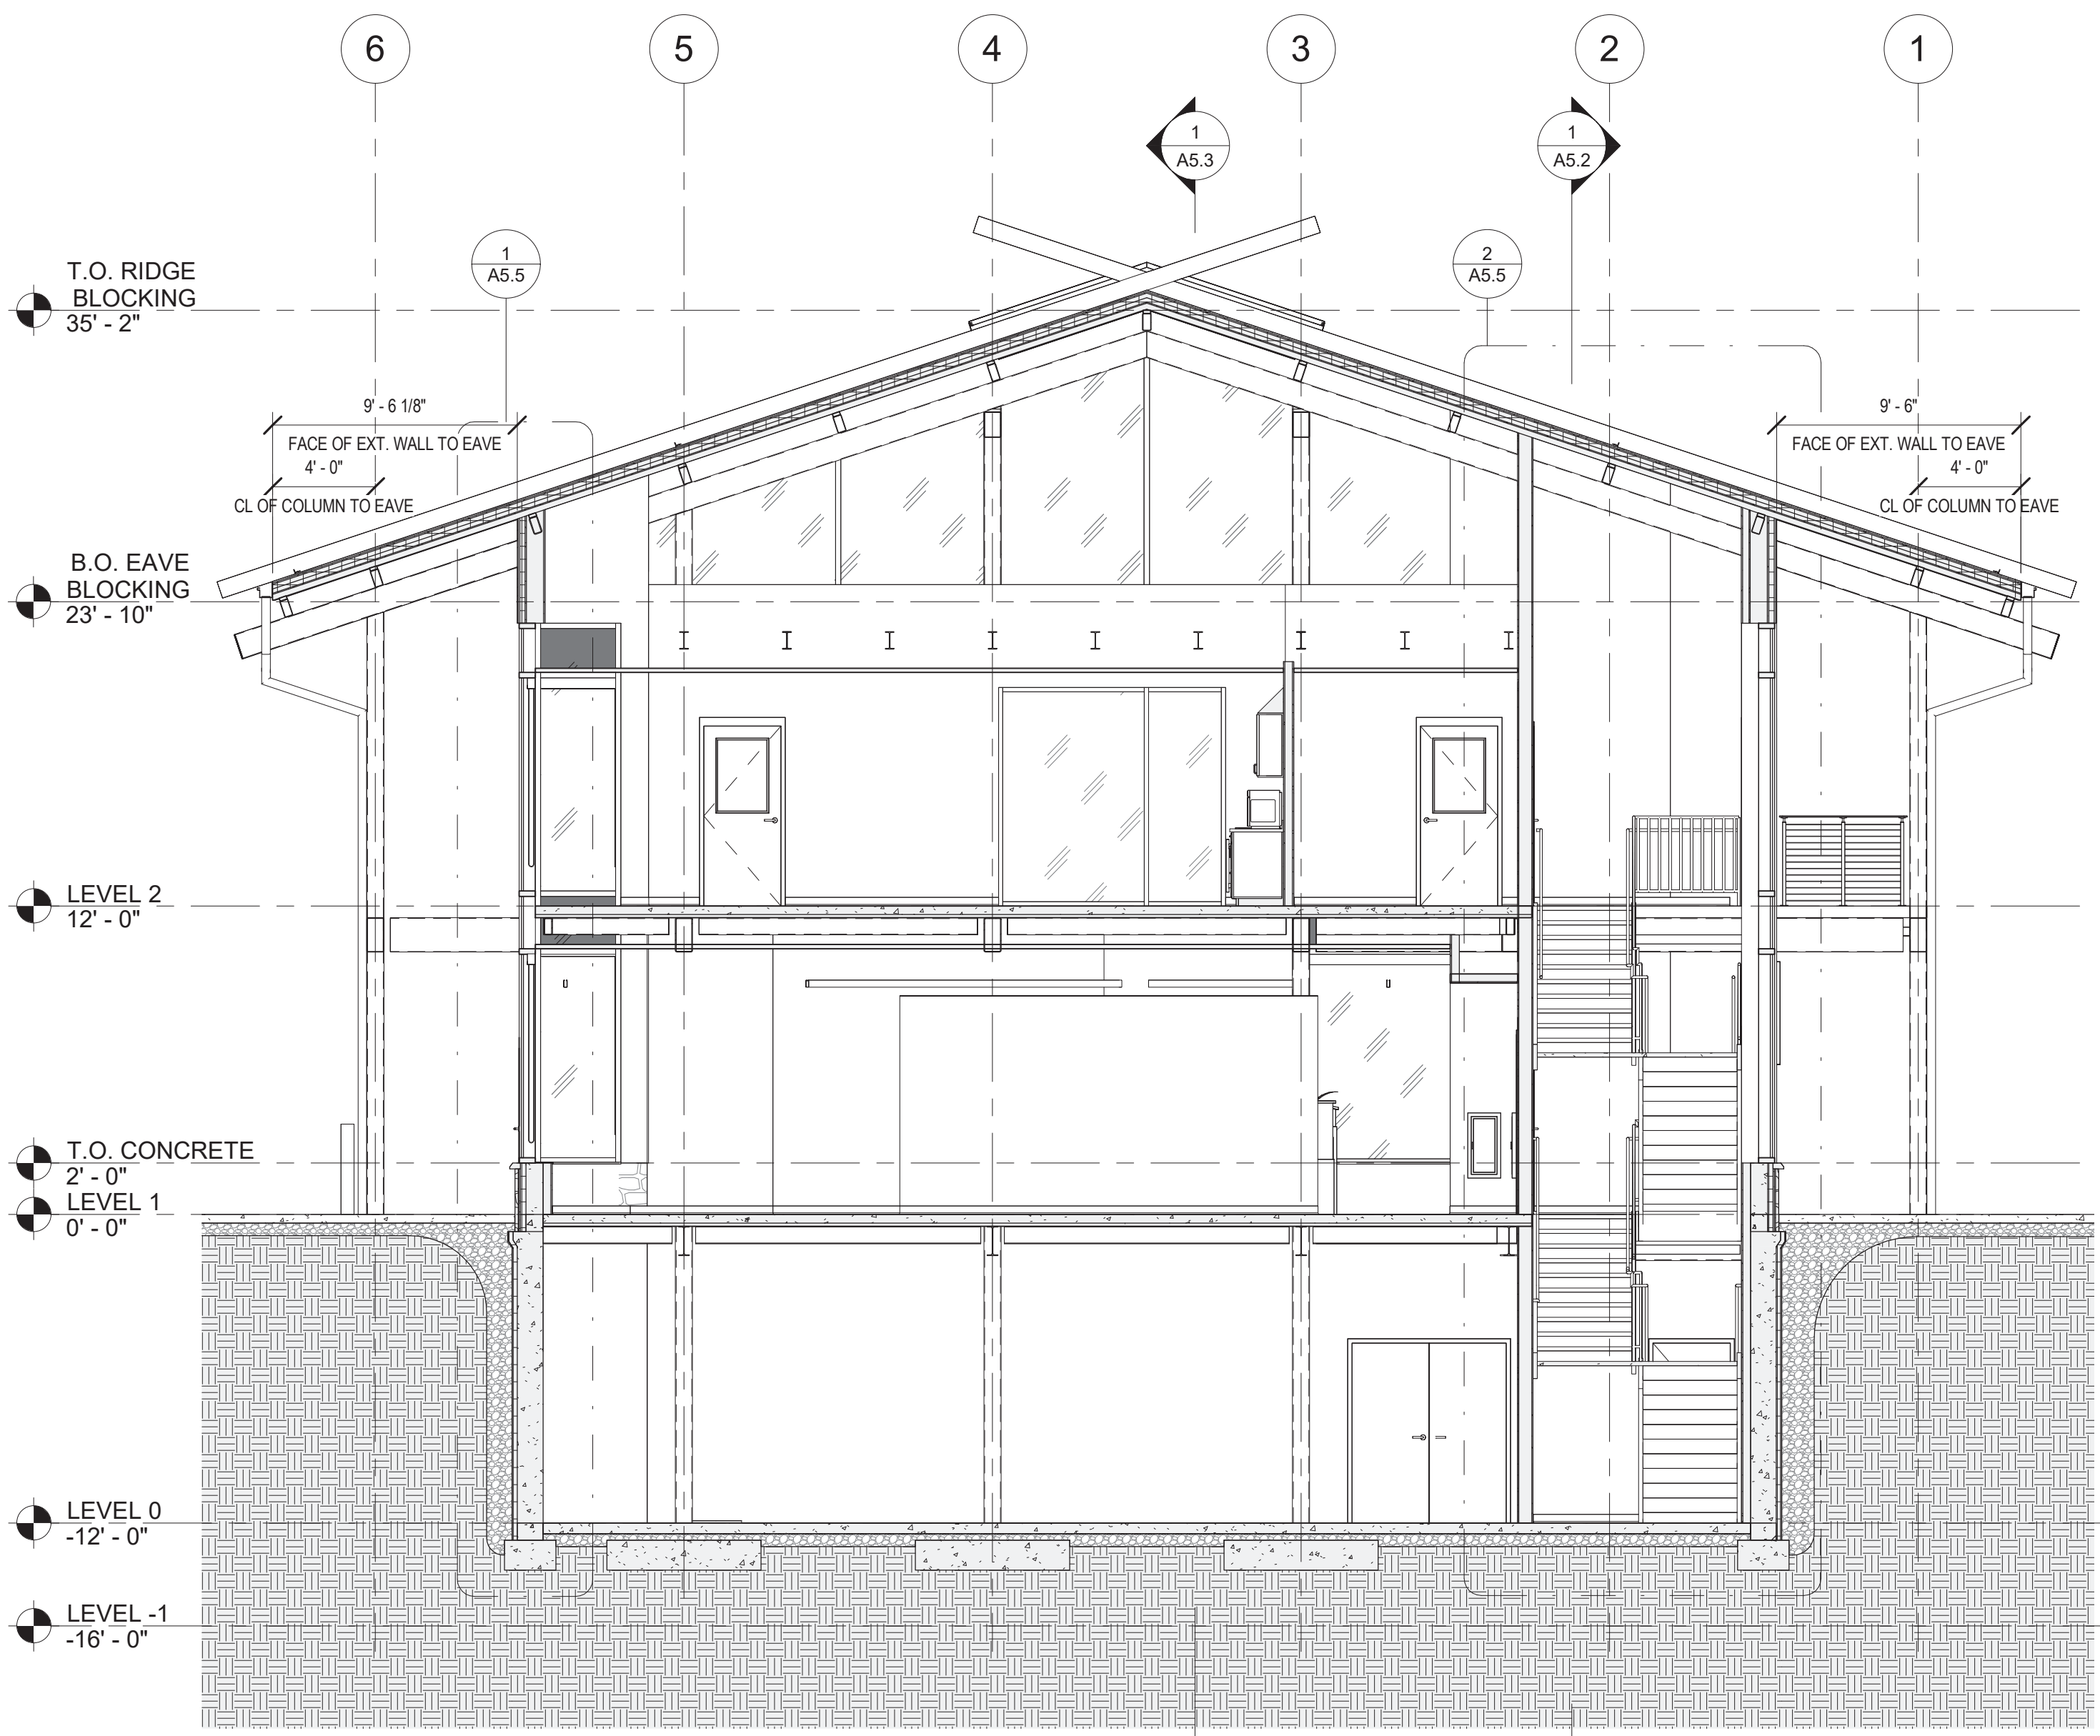 6 5 4 3 2 1
1
A5.3
1
A5.2
1
A5.5
2
A5.5
T.O. RIDGE
BLOCKING
35' - 2"
9' - 6 1/8"
FACE OF EXT. WALL TO EAVE
4' - 0"
CL OF COLUMN TO EAVE
9' - 6"
FACE OF EXT. WALL TO EAVE
4' - 0"
CL OF COLUMN TO EAVE
B.O. EAVE
BLOCKING
23' - 10"
LEVEL 2
12' - 0"
T.O. CONCRETE
2' - 0"
LEVEL 1
0' - 0"
LEVEL 0
-12' - 0"
LEVEL -1
-16' - 0"